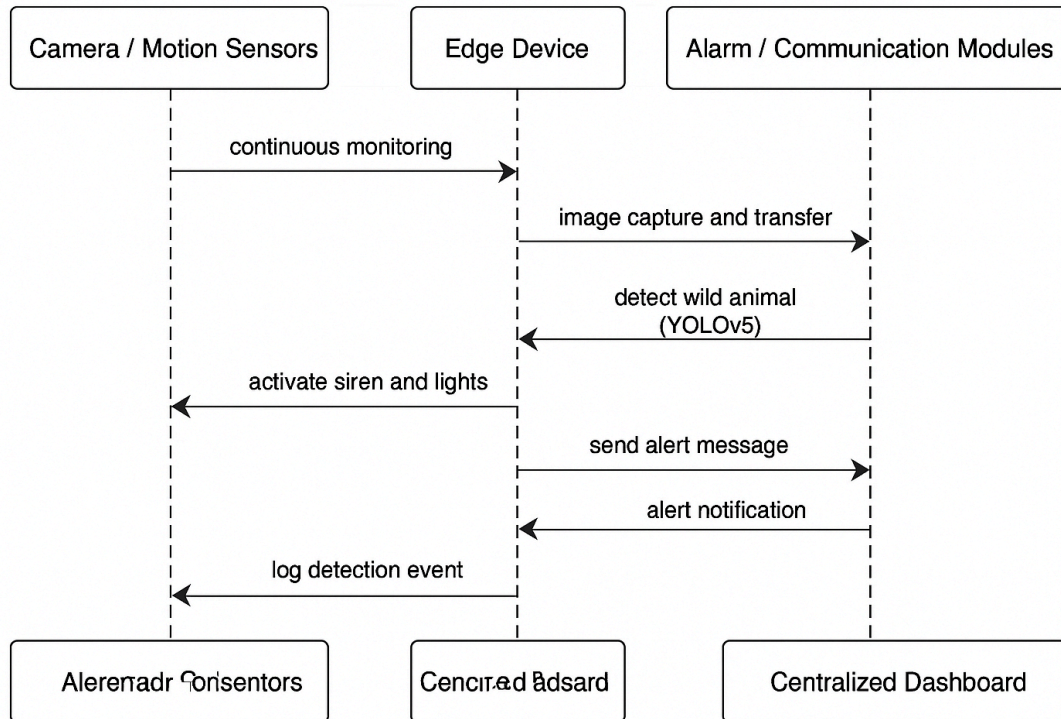 Camera / Motion Sensors
Edge Device
Alarm / Communication Modules
continuous monitoring
image capture and transfer
detect wild animal
(YOLOv5)
activate siren and lights
send alert message
alert notification
log detection event
Centralized Dashboard